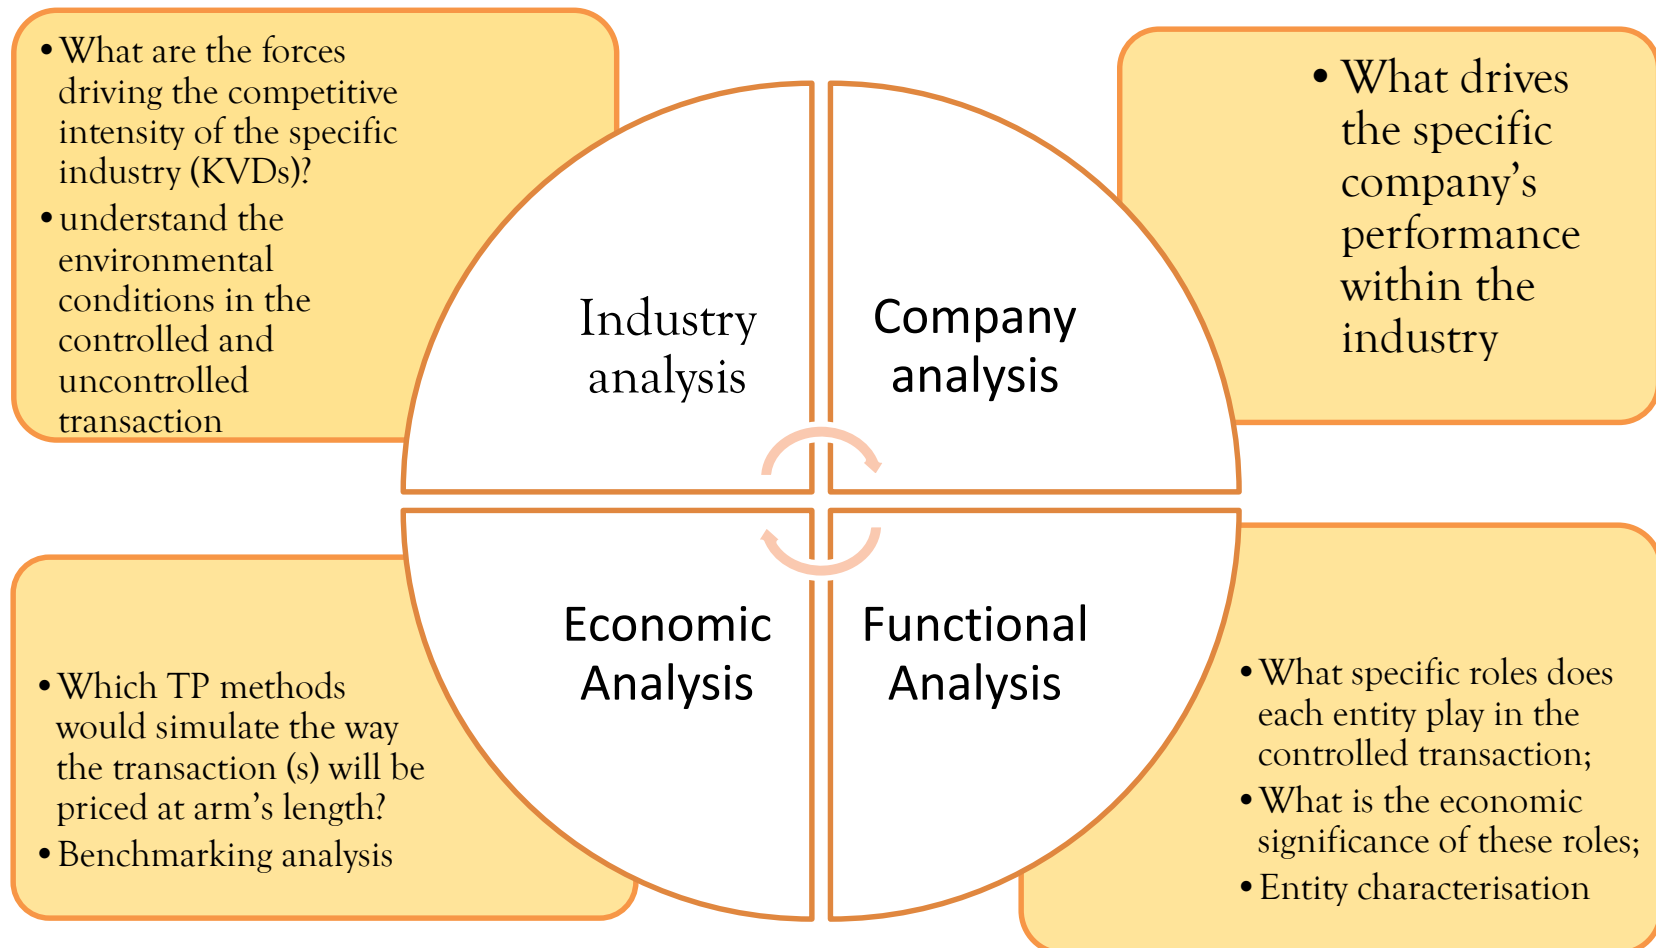 • What are the forces
driving the competitive
intensity of the specific
industry (KVDs)?
• understand the
environmental
conditions in the
controlled and
uncontrolled
transaction
Industry
analysis
Company
analysis
• What drives
the specific
company’s
performance
within the
industry
Economic
Analysis
Functional
Analysis
• Which TP methods
would simulate the way
the transaction (s) will be
priced at arm’s length?
• Benchmarking analysis
• What specific roles does
each entity play in the
controlled transaction;
• What is the economic
significance of these roles;
• Entity characterisation